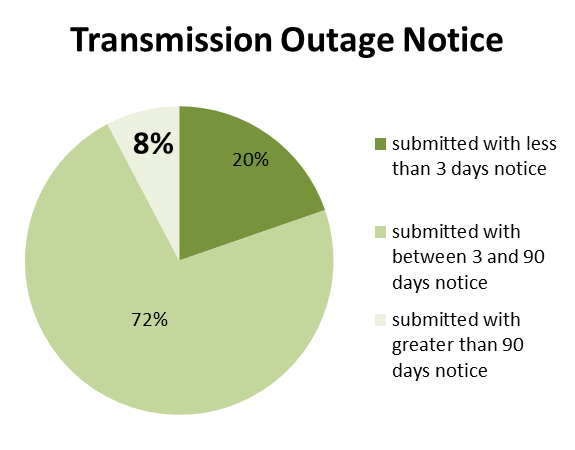 Transmission Outage Notice
8%
20%
72%
submitted with less
than 3 days notice
submitted with
between 3 and 90
days notice
submitted with
greater than 90
days notice